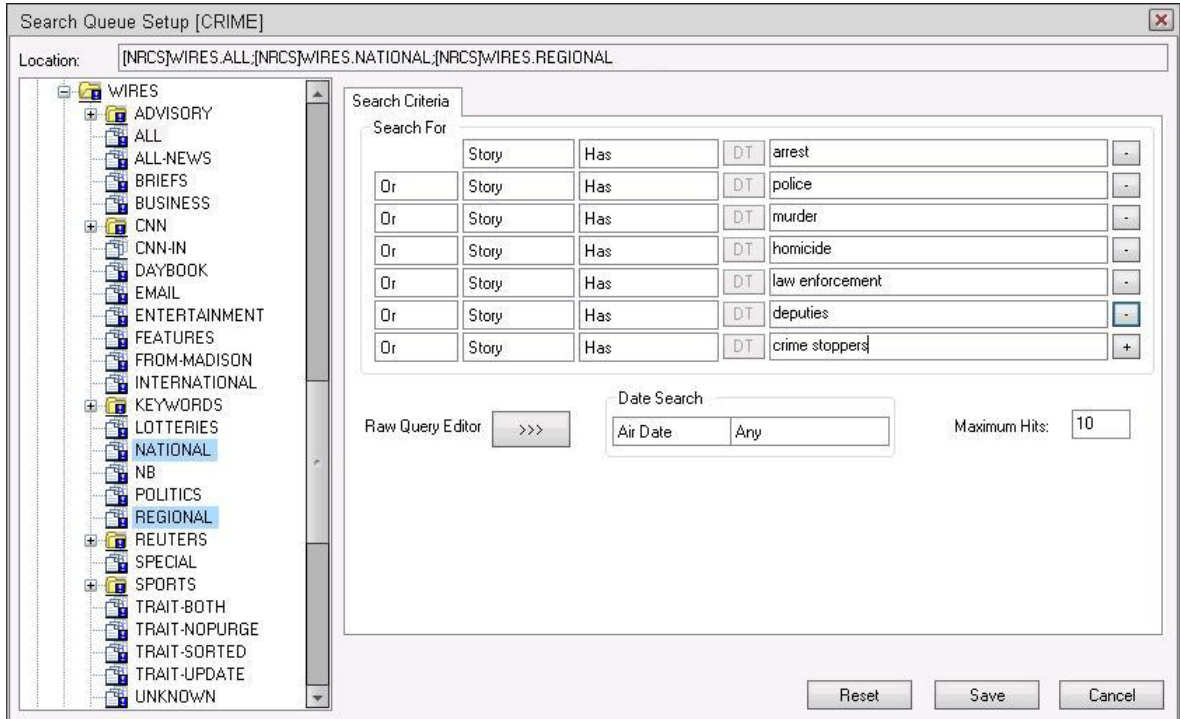 Search Queue Setup [CRIME]
Location: [NRCS]WIRES.ALL;[NRCS]WIRES.NATIONAL;[NRCS]WIRES.REGIONAL
WIRES
ADVISORY
ALL
ALL-NEWS
BRIEFS
BUSINESS
CNN
CNN-IN
DAYBOOK
EMAIL
ENTERTAINMENT
FEATURES
FROM-MADISON
INTERNATIONAL
KEYWORDS
LOTTERIES
NATIONAL
NB
POLITICS
REGIONAL
REUTERS
SPECIAL
SPORTS
TRAIT-BOTH
TRAIT-NOPURGE
TRAIT-SORTED
TRAIT-UPDATE
UNKNOWN
Search Criteria
Search For
Story Has DT arrest -
Or Story Has DT police -
Or Story Has DT murder -
Or Story Has DT homicide -
Or Story Has DT law enforcement -
Or Story Has DT deputies -
Or Story Has DT crime stoppers +
Date Search
Raw Query Editor >>> Air Date Any Maximum Hits: 10
Reset Save Cancel